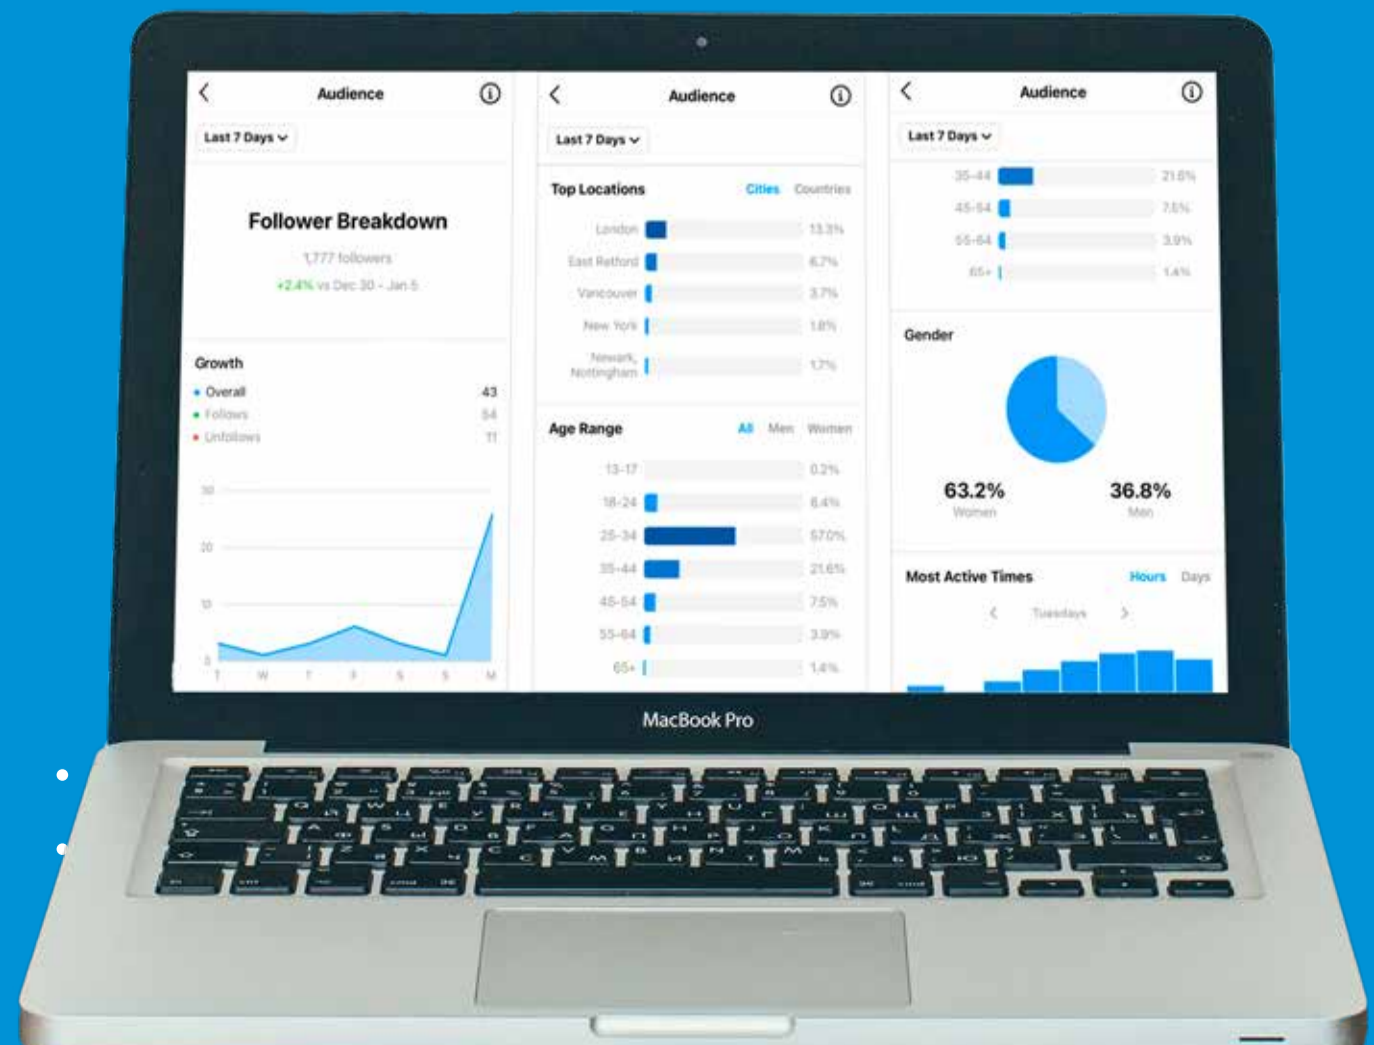 Audience
Last 7 Days
Follower Breakdown
1,777 followers
+2.4% vs Dec 30 - Jan 5
Growth
Overall 43
Follows 54
Unfollows 11
30
20
10
0
T W T F S S M
Audience
Last 7 Days
Top Locations Cities Countries
London 13.3%
East Retford 6.7%
Vancouver 3.7%
New York 1.8%
Newark,
Nottingham 1.7%
Age Range All Men Women
13-17 0.2%
18-24 8.4%
25-34 57.0%
35-44 21.6%
45-54 7.5%
55-64 3.9%
65+ 1.4%
Audience
Last 7 Days
35-44 21.6%
45-54 7.5%
55-64 3.9%
65+ 1.4%
Gender
63.2% 36.8%
Women Men
Most Active Times Hours Days
Tuesdays
MacBook Pro